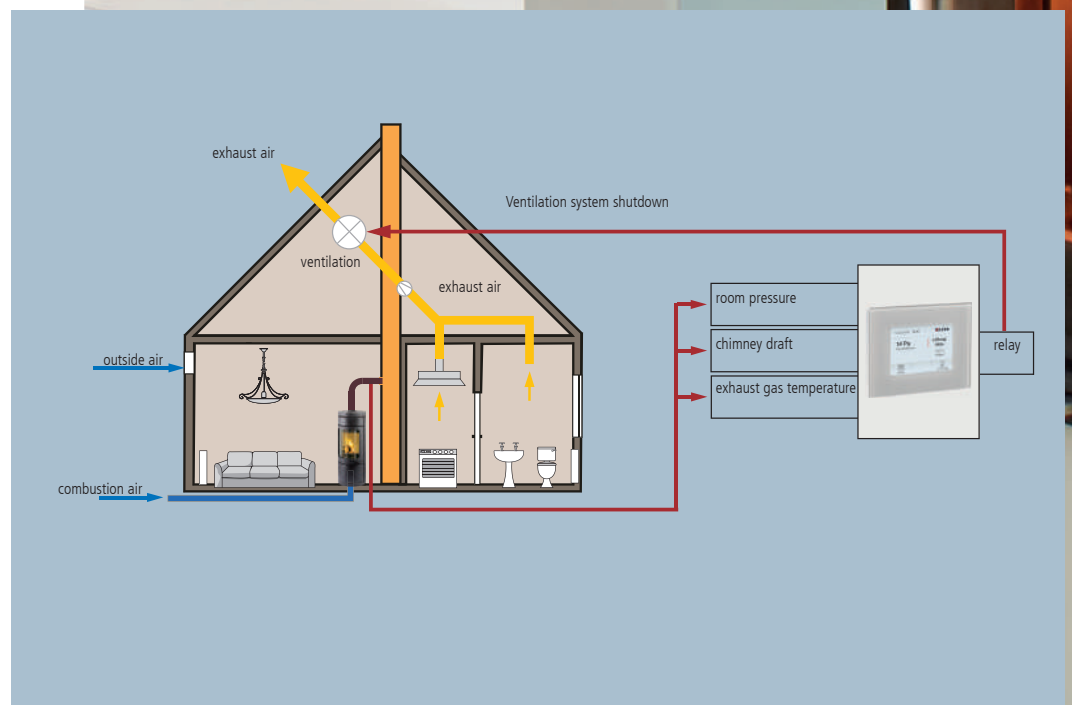 exhaust air
Ventilation system shutdown
ventilation
exhaust air
room pressure
chimney draft
relay
outside air
exhaust gas temperature
combustion air